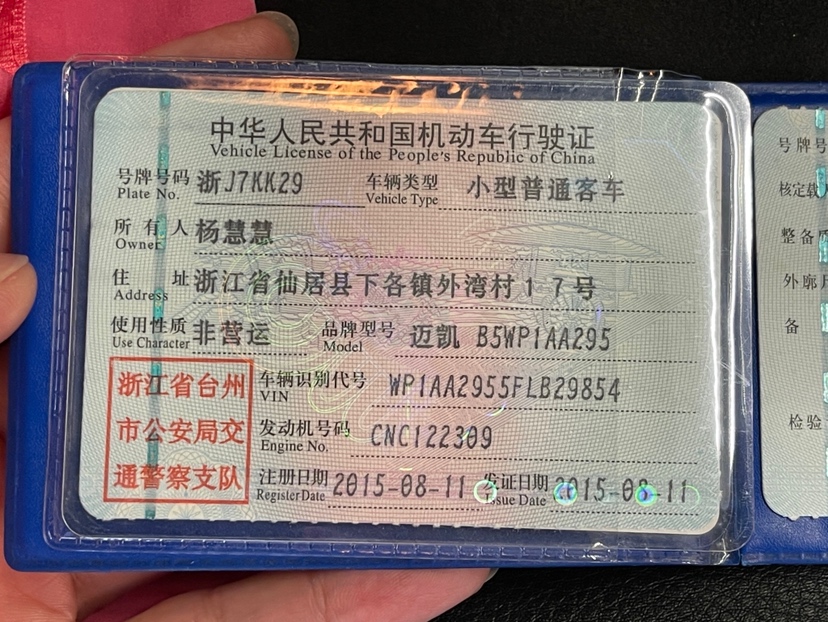 中华人民共和国机动车行驶证
Vehicle License of the People's Republic of China
号牌号码 浙J7KK29 车辆类型 小型普通客车
Plate No. Vehicle Type
所有人 杨慧慧
Owner
住址 浙江省仙居县下各镇外湾村17号
Address
使用性质 非营运 品牌型号 迈凯 B5WP1AA295
Use Character Model
浙江省台州
市公安局交
通警察支队
车辆识别代号 WP1AA2955FLB29854
VIN
发动机号码 CNC122309
Engine No.
注册日期 2015-08-11 发证日期 2015-08-11
Register Date Issue Date
号牌号
核定载
整备质
外廓
备
检验